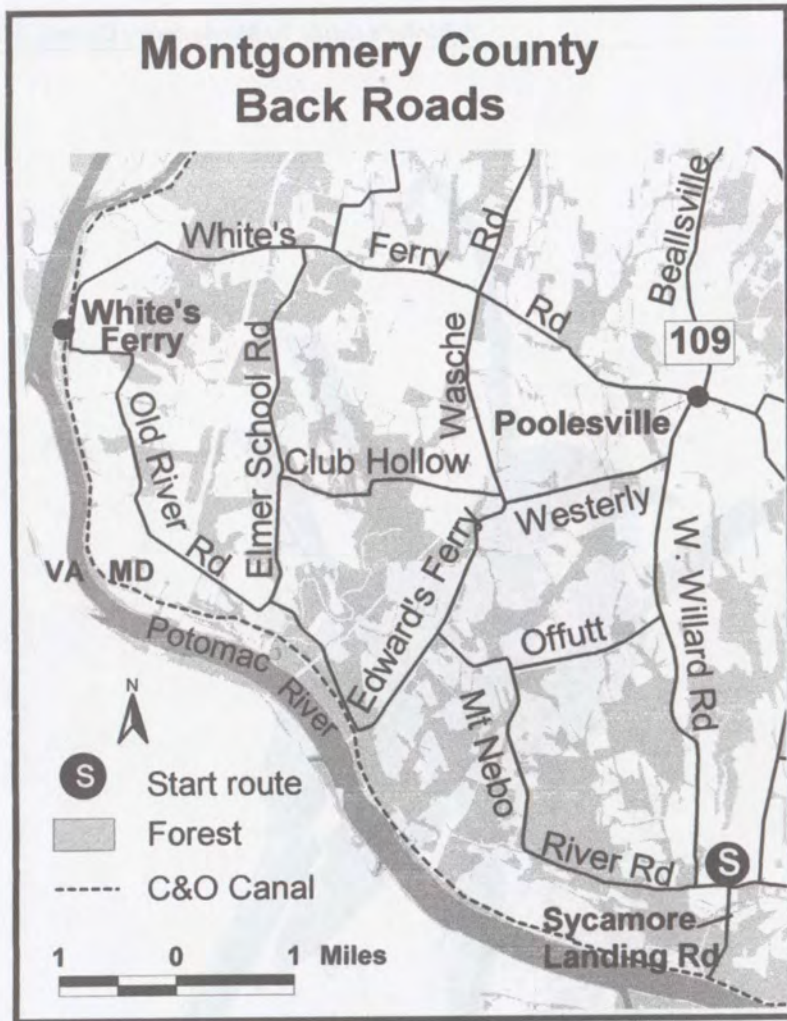 Montgomery County
Back Roads
White's Ferry Rd
Wasche Rd
Beallsville
109
White's
Ferry
Poolesville
Old River Rd
Elmer School Rd
Club Hollow
Westerly
Edward's Ferry
W. Willard Rd
Offutt
Mt Nebo
VA MD
Potomac River
River Rd
S
Sycamore
Landing Rd
N
S Start route
Forest
C&O Canal
1 0 1 Miles